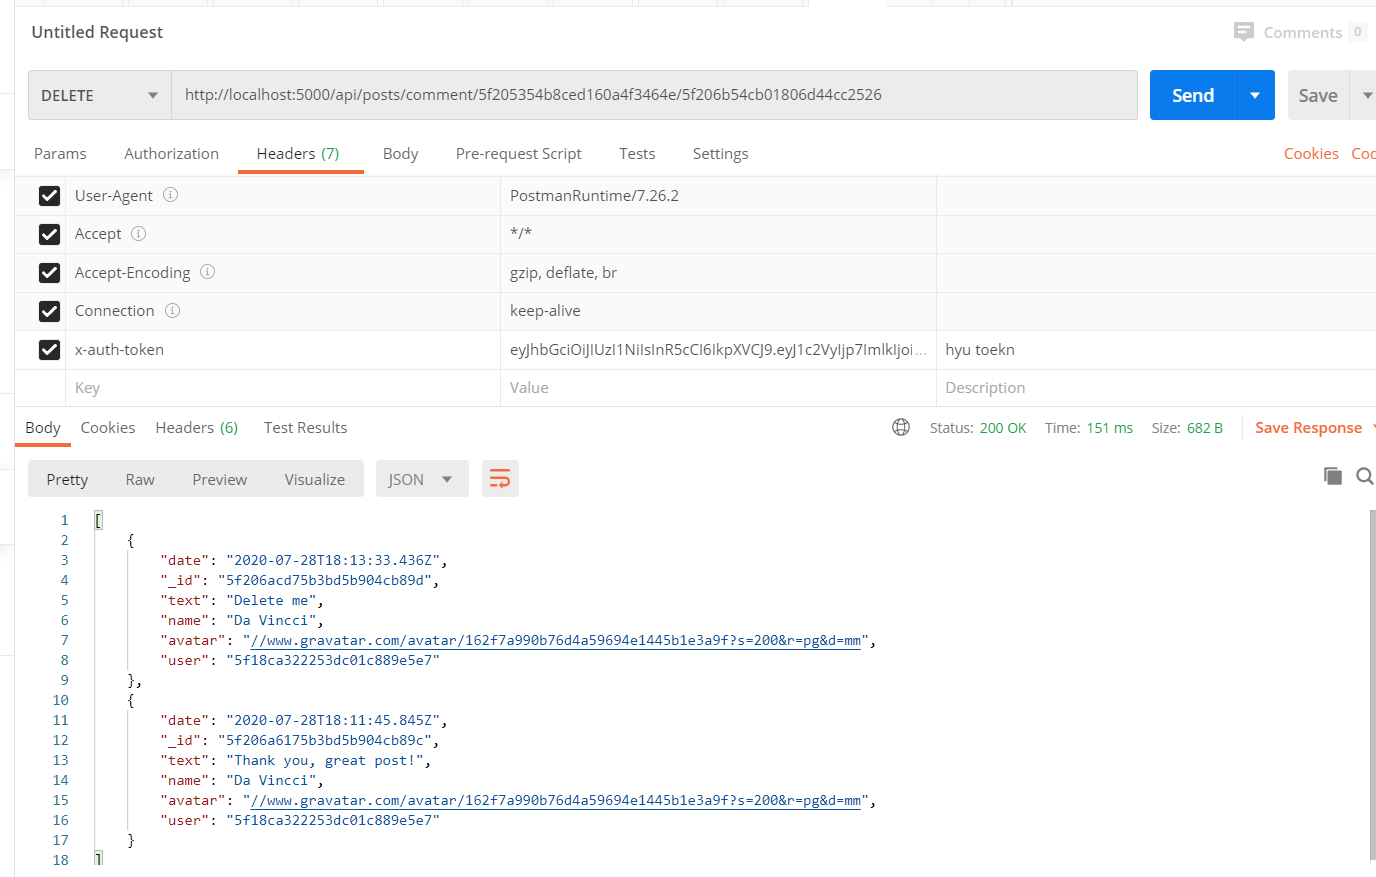 Untitled Request
Comments 0
DELETE http://localhost:5000/api/posts/comment/5f205354b8ced160a4f3464e/5f206b54cb01806d44cc2526 Send Save
Params Authorization Headers (7) Body Pre-request Script Tests Settings Cookies
User-Agent PostmanRuntime/7.26.2
Accept */*
Accept-Encoding gzip, deflate, br
Connection keep-alive
x-auth-token eyJhbGciOiJIUzI1NiIsInR5cCI6IkpXVCJ9.eyJ1c2VyIjp7ImlkIjoi... hyu toekn
Key Value Description
Body Cookies Headers (6) Test Results Status: 200 OK Time: 151 ms Size: 682 B Save Response
Pretty Raw Preview Visualize JSON
1 [
2 {
3 "date": "2020-07-28T18:13:33.436Z",
4 "_id": "5f206acd75b3bd5b904cb89d",
5 "text": "Delete me",
6 "name": "Da Vincci",
7 "avatar": "//www.gravatar.com/avatar/162f7a990b76d4a59694e1445b1e3a9f?s=200&r=pg&d=mm",
8 "user": "5f18ca322253dc01c889e5e7"
9 },
10 {
11 "date": "2020-07-28T18:11:45.845Z",
12 "_id": "5f206a6175b3bd5b904cb89c",
13 "text": "Thank you, great post!",
14 "name": "Da Vincci",
15 "avatar": "//www.gravatar.com/avatar/162f7a990b76d4a59694e1445b1e3a9f?s=200&r=pg&d=mm",
16 "user": "5f18ca322253dc01c889e5e7"
17 }
18 ]